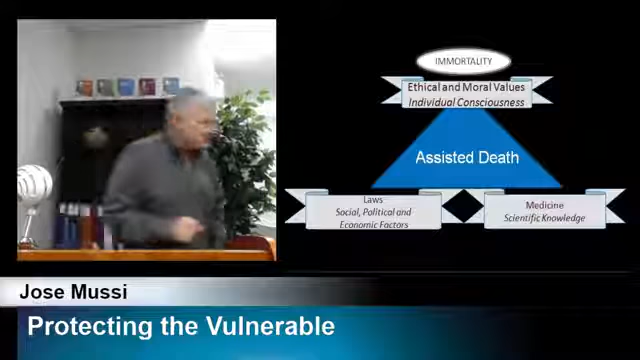 IMMORTALITY
Ethical and Moral Values
Individual Consciousness
Assisted Death
Laws
Social, Political and
Economic Factors
Medicine
Scientific Knowledge
Jose Mussi
Protecting the Vulnerable